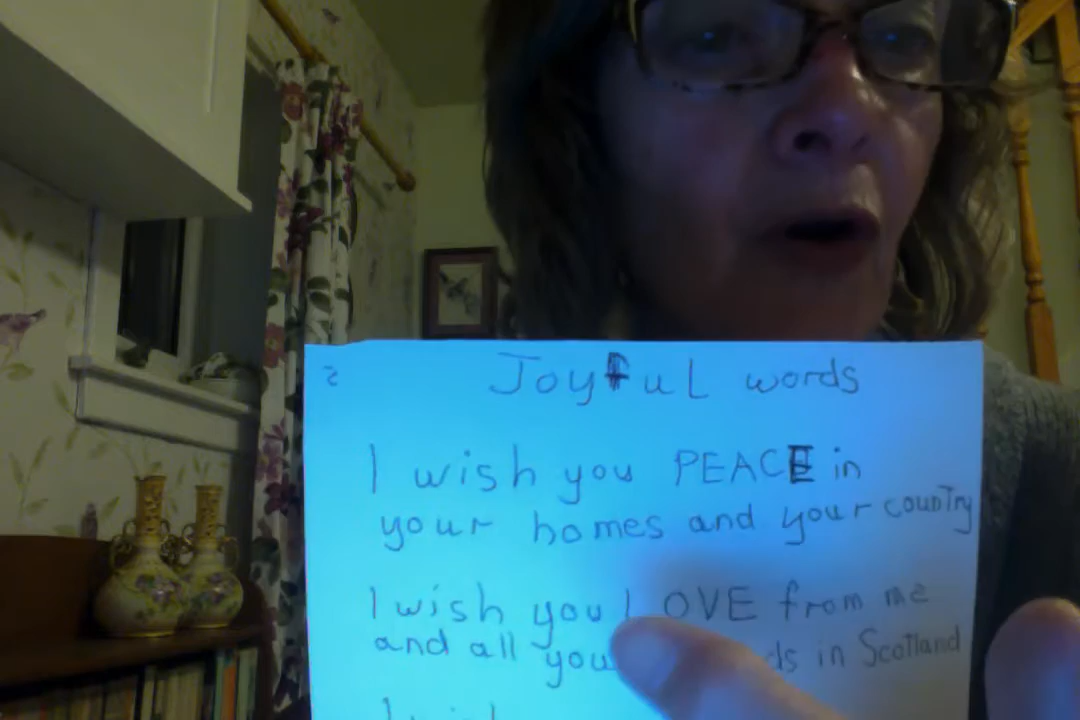 2
Joyful words
I wish you PEACE in
your homes and your country
I wish you LOVE from me
and all in Scotland